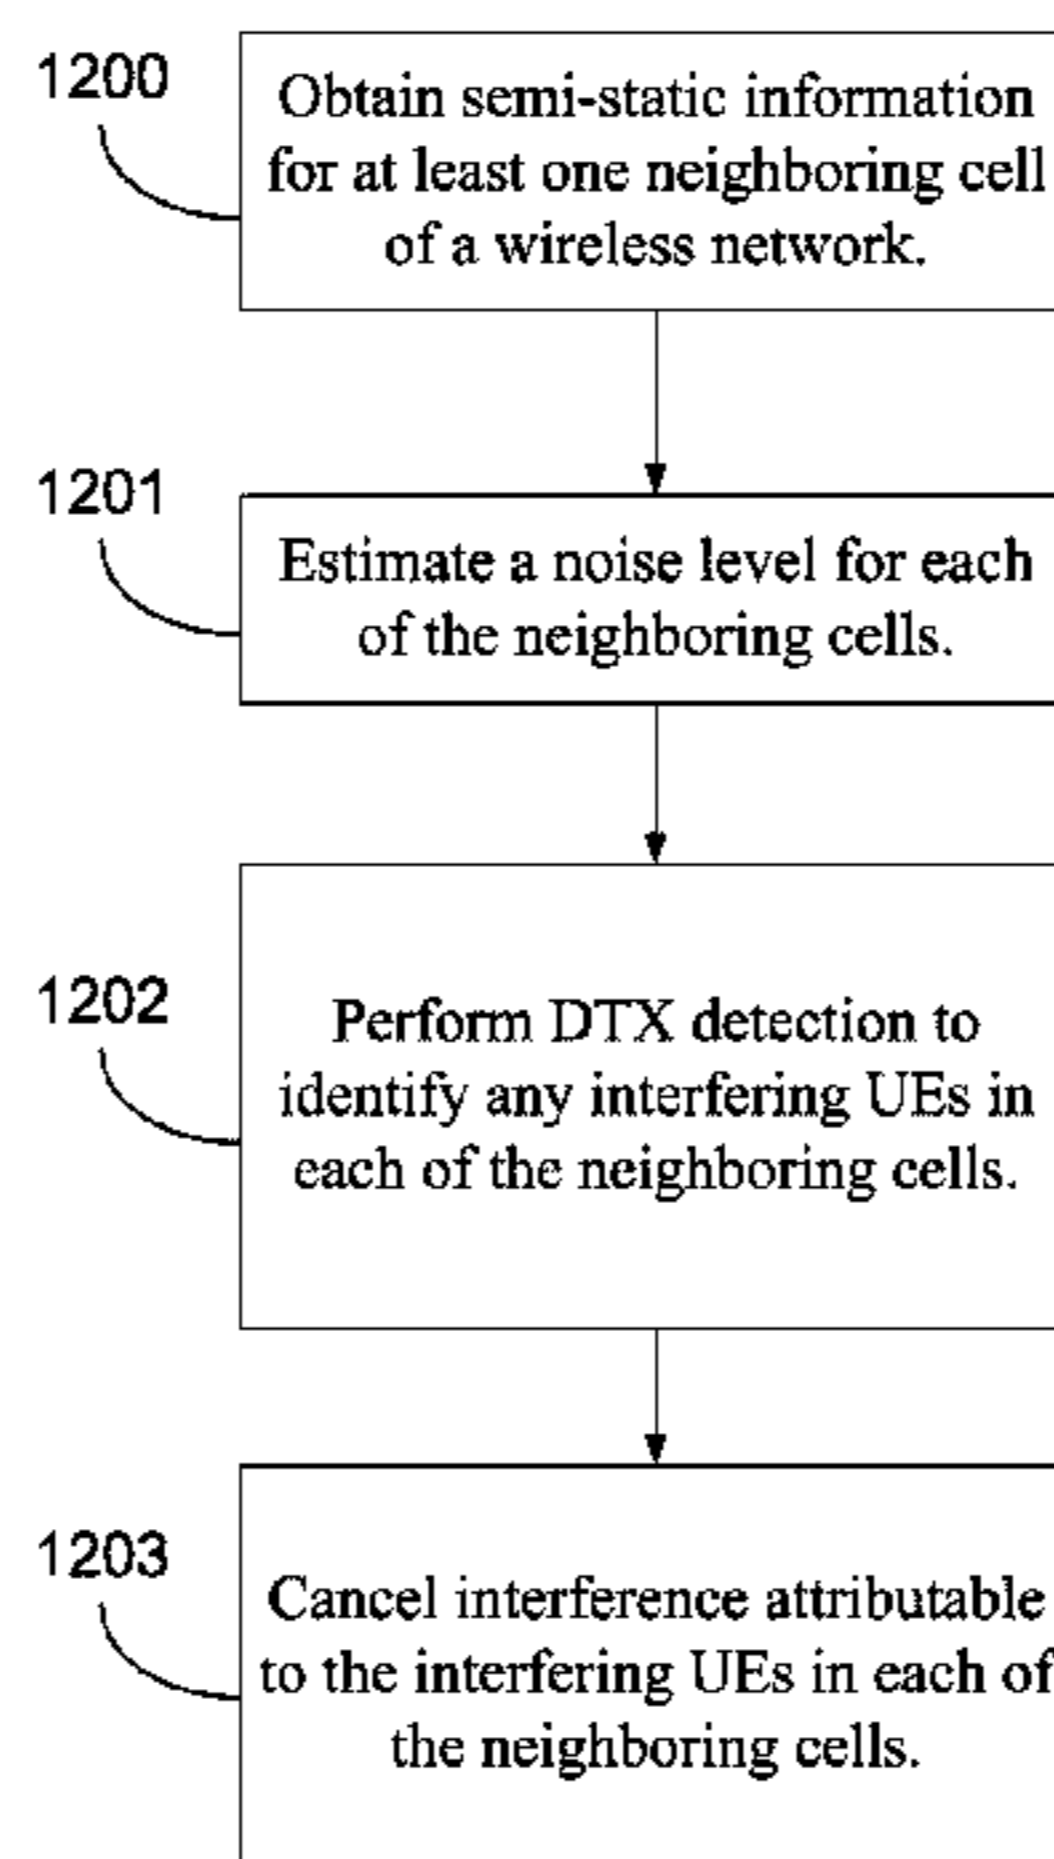 1200
Obtain semi-static information
for at least one neighboring cell
of a wireless network.
1201
Estimate a noise level for each
of the neighboring cells.
1202
Perform DTX detection to
identify any interfering UEs in
each of the neighboring cells.
1203
Cancel interference attributable
to the interfering UEs in each of
the neighboring cells.